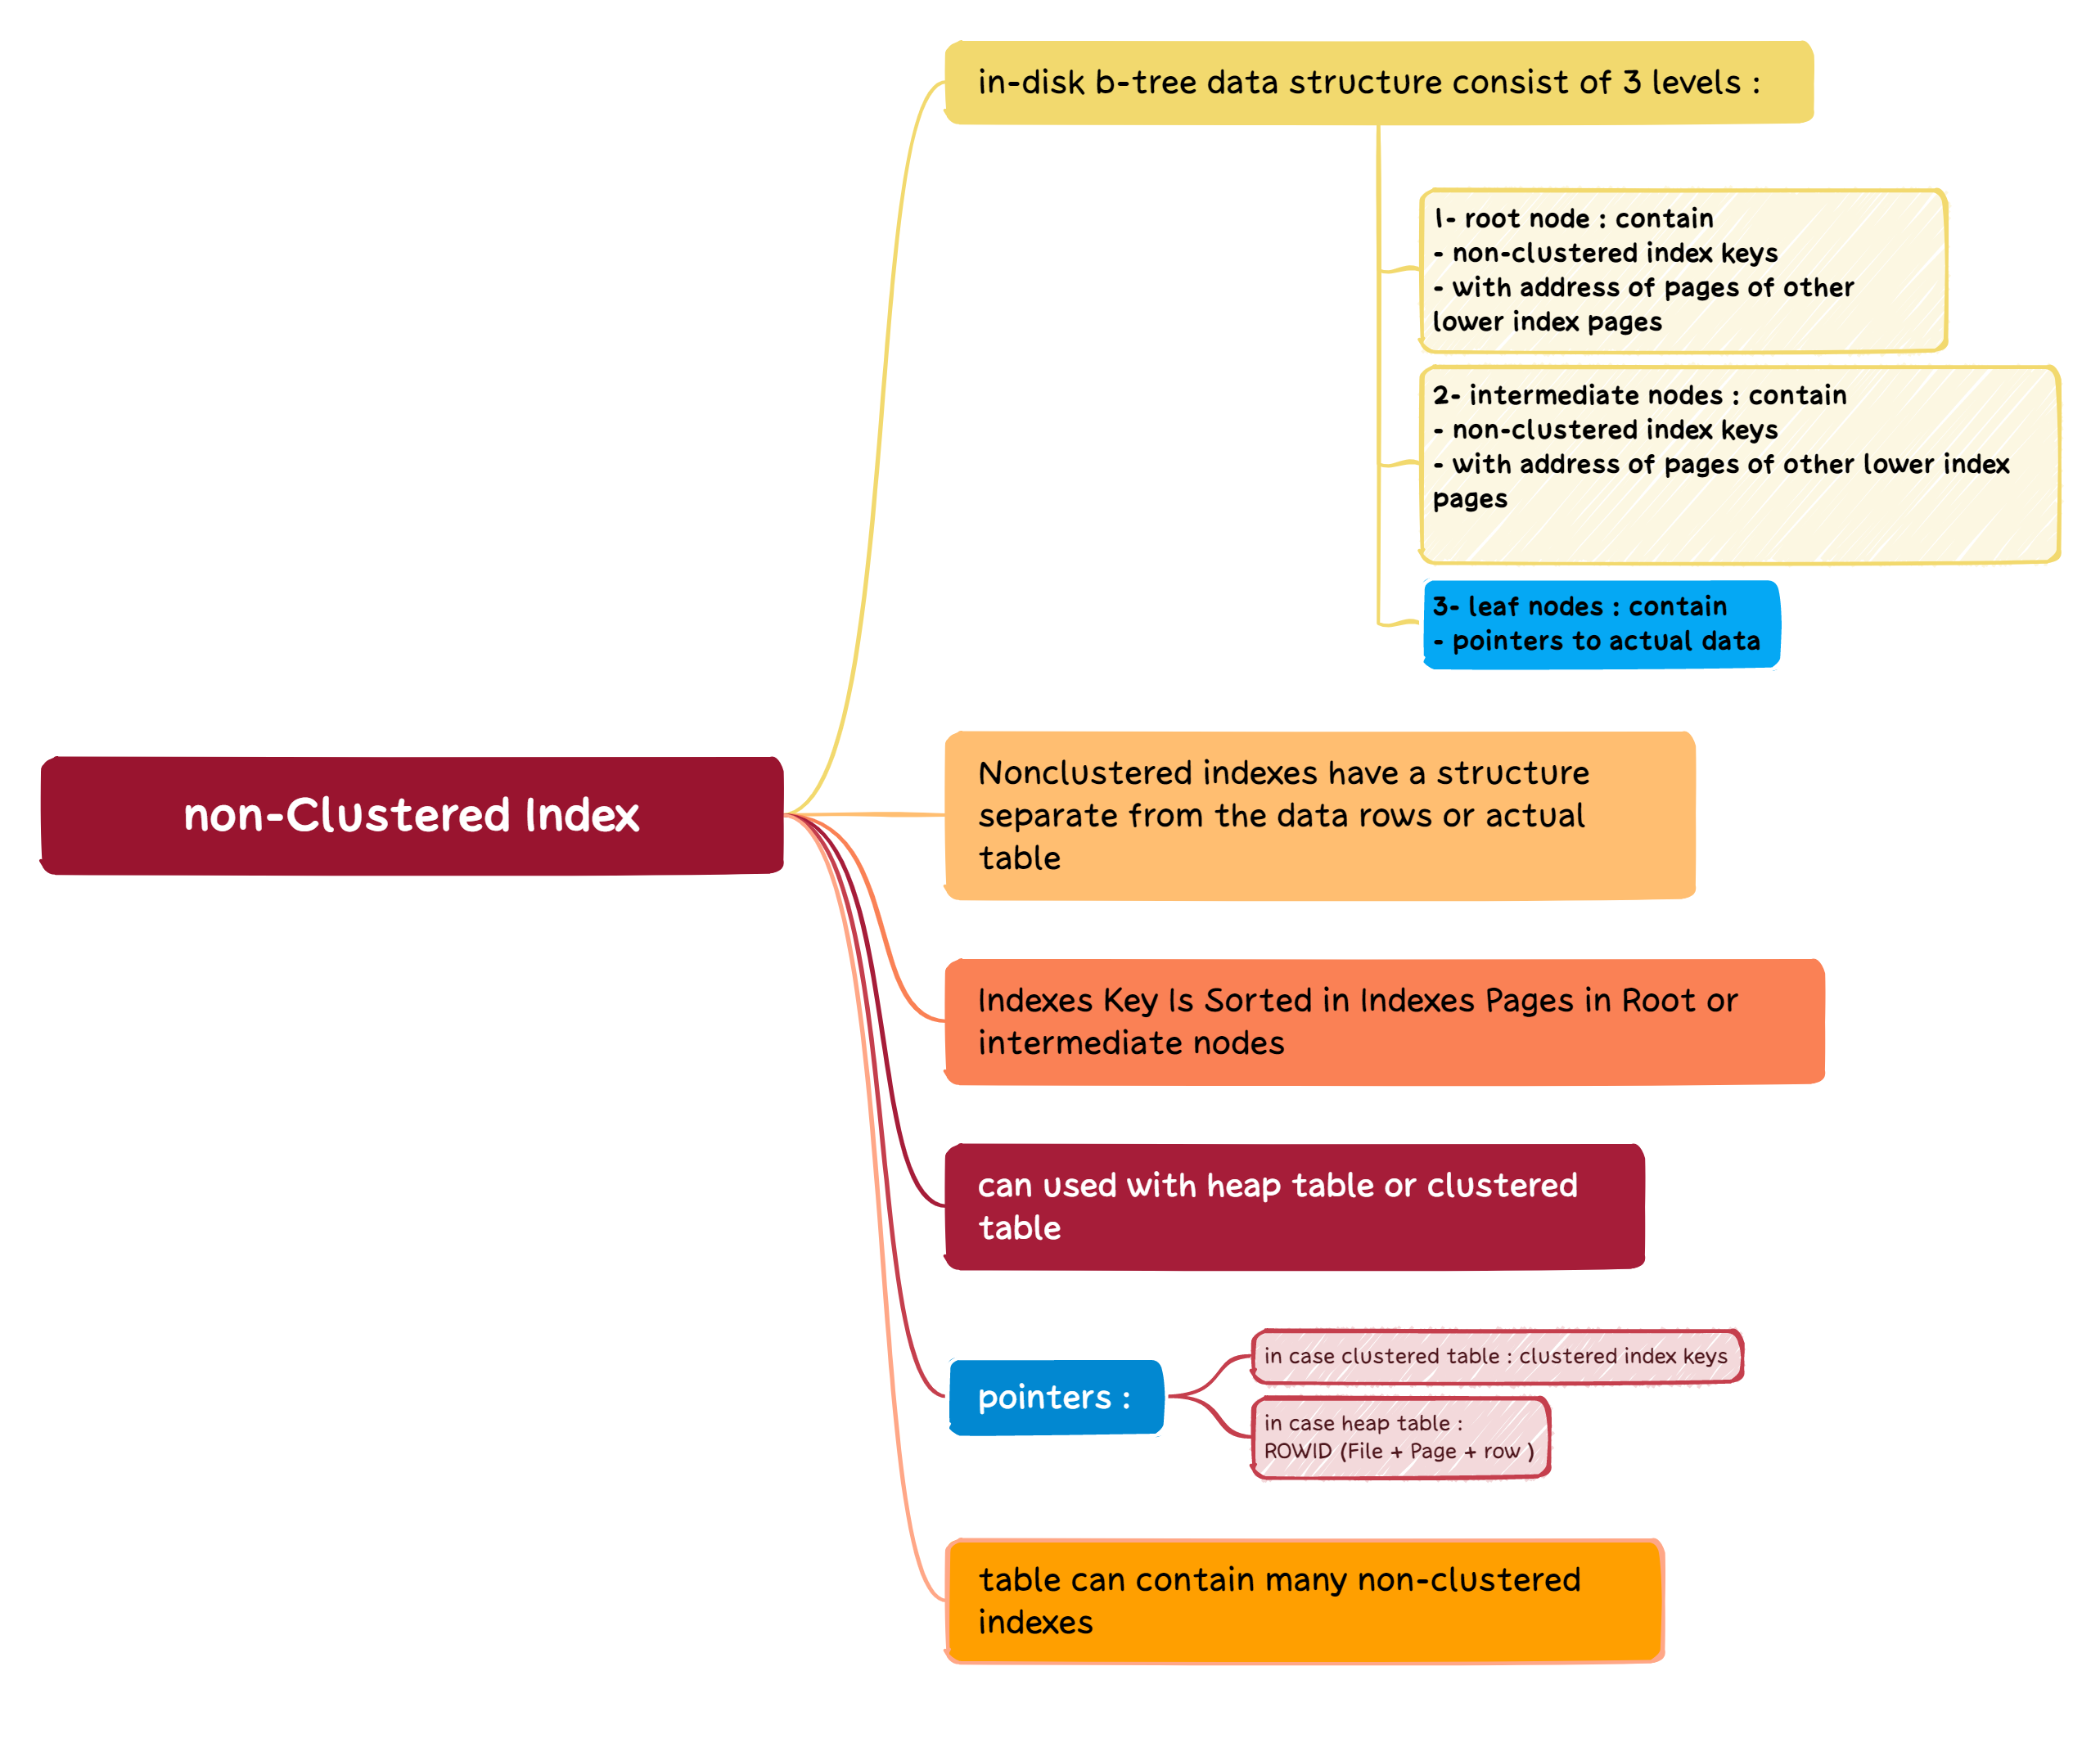 in-disk b-tree data structure consist of 3 levels :
1- root node : contain
- non-clustered index keys
- with address of pages of other
lower index pages
2- intermediate nodes : contain
- non-clustered index keys
- with address of pages of other lower index
pages
3- leaf nodes : contain
- pointers to actual data
non-Clustered Index
Nonclustered indexes have a structure
separate from the data rows or actual
table
Indexes Key Is Sorted in Indexes Pages in Root or
intermediate nodes
can used with heap table or clustered
table
pointers :
in case clustered table : clustered index keys
in case heap table :
ROWID (File + Page + row )
table can contain many non-clustered
indexes